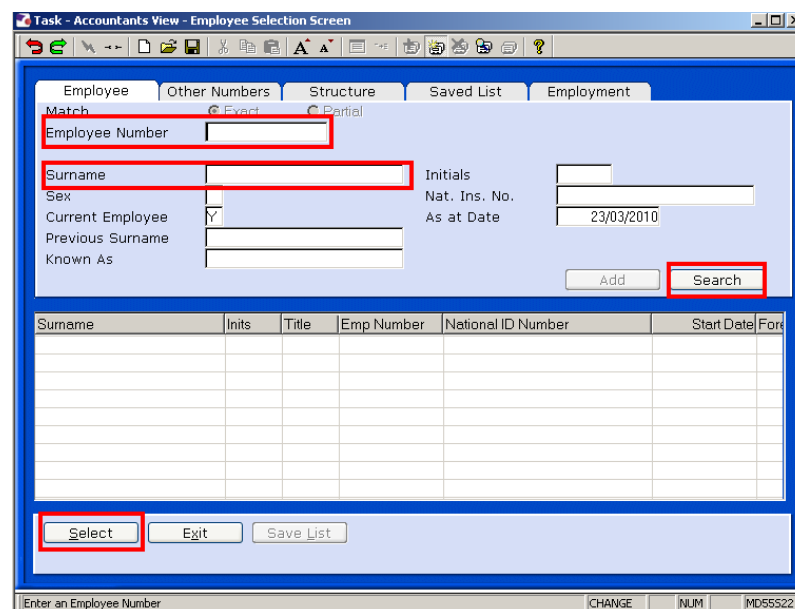 Task - Accountants View - Employee Selection Screen
Employee Other Numbers Structure Saved List Employment
Match Exact Partial
Employee Number
Surname Initials
Sex Nat. Ins. No.
Current Employee Y As at Date 23/03/2010
Previous Surname
Known As
Add Search
Surname Inits Title Emp Number National ID Number Start Date Fore
Select Exit Save List
Enter an Employee Number CHANGE NUM MD55S22